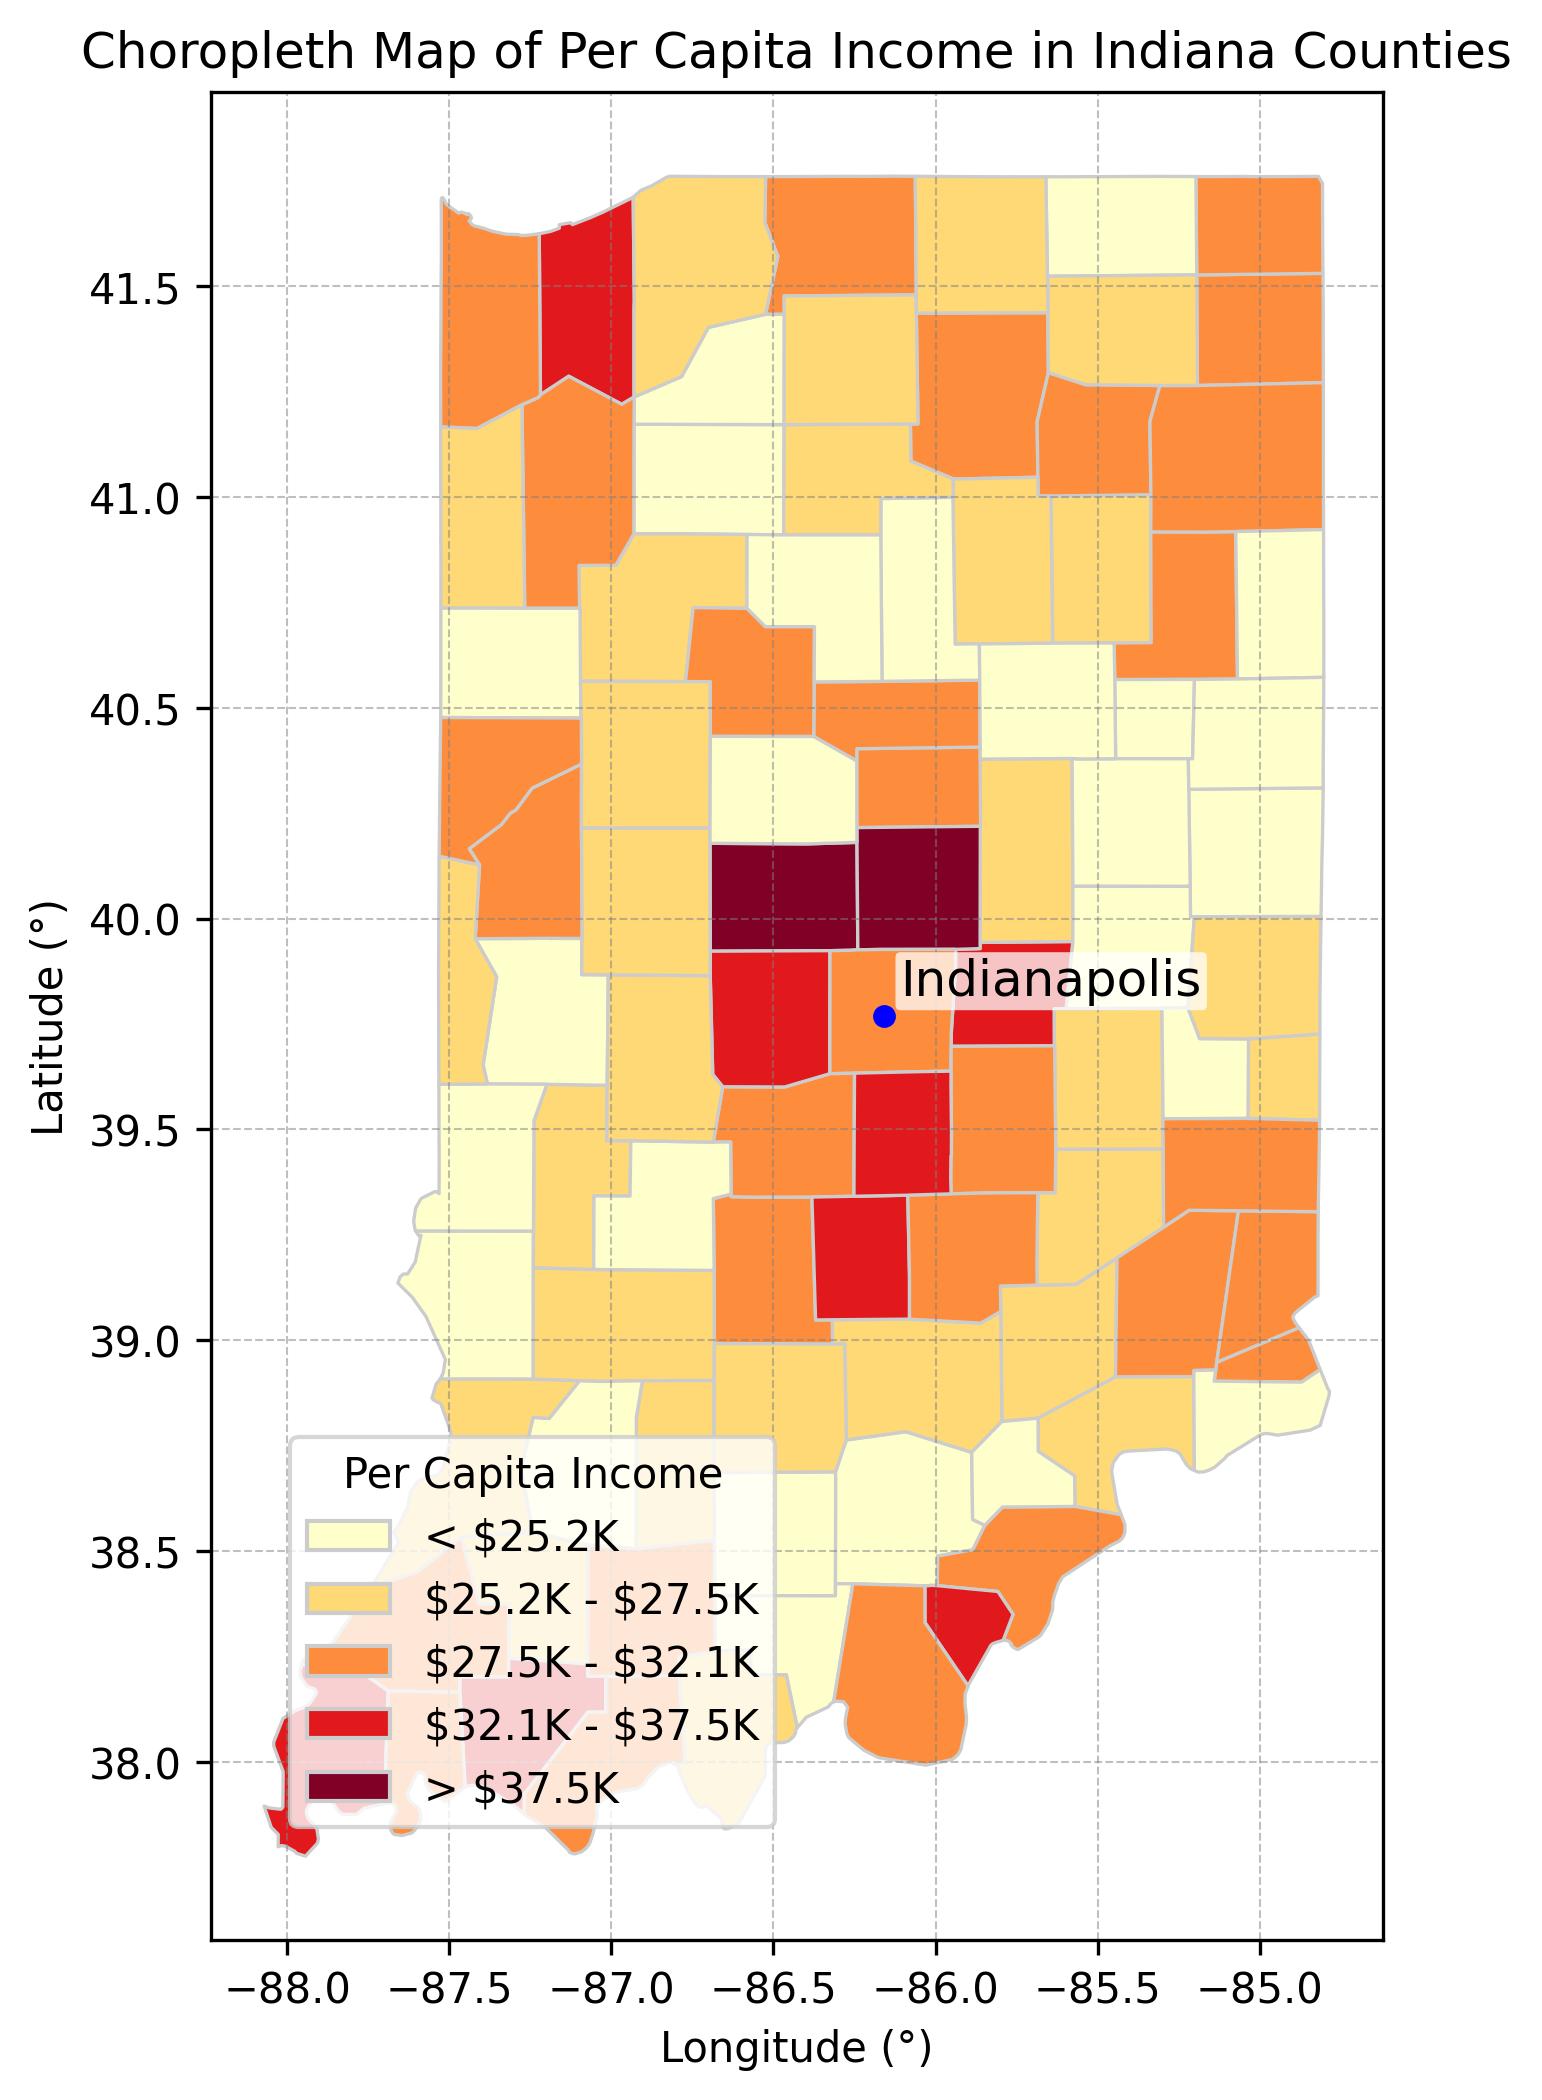 Choropleth Map of Per Capita Income in Indiana Counties
41.5
41.0
40.5
40.0
39.5
39.0
38.5
38.0
Latitude (°)
Indianapolis
Per Capita Income
< $25.2K
$25.2K - $27.5K
$27.5K - $32.1K
$32.1K - $37.5K
> $37.5K
−88.0 −87.5 −87.0 −86.5 −86.0 −85.5 −85.0
Longitude (°)